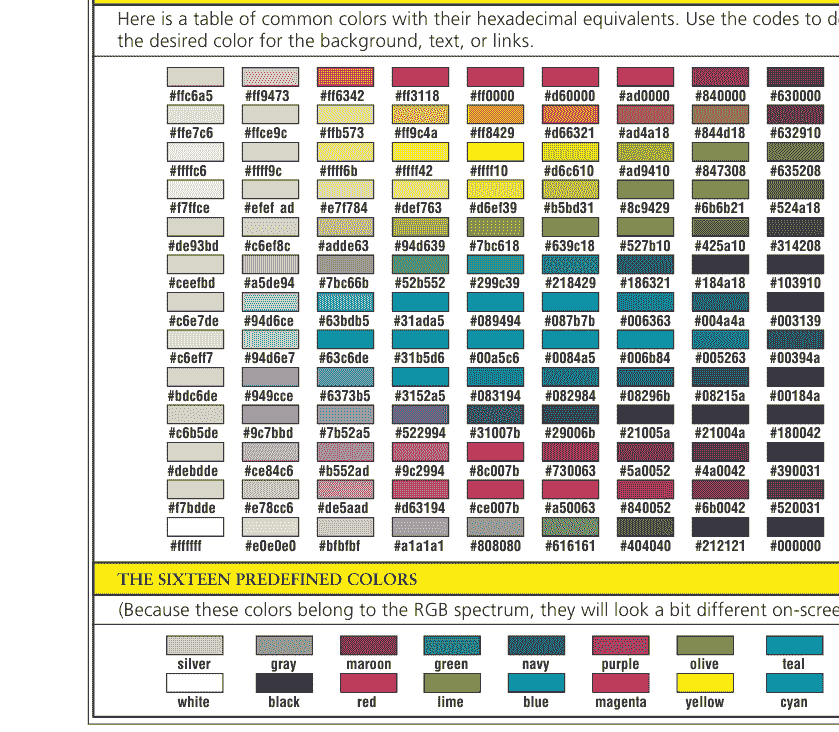 Here is a table of common colors with their hexadecimal equivalents. Use the codes to
the desired color for the background, text, or links.
#ffc6a5 #ff9473 #ff6342 #ff3118 #ff0000 #d60000 #ad0000 #840000 #630000
#ffe7c6 #ffce9c #ffb573 #ff9c4a #ff8429 #d66321 #ad4a18 #844d18 #632910
#ffffc6 #ffff9c #ffff6b #ffff42 #ffff10 #d6c610 #ad9410 #847308 #635208
#f7ffce #efef ad #e7f784 #def763 #d6ef39 #b5bd31 #8c9429 #6b6b21 #524a18
#de93bd #c6ef8c #adde63 #94d639 #7bc618 #639c18 #527b10 #425a10 #314208
#ceefbd #a5de94 #7bc66b #52b552 #299c39 #218429 #186321 #184a18 #103910
#c6e7de #94d6ce #63bdb5 #31ada5 #089494 #087b7b #006363 #004a4a #003139
#c6eff7 #94d6e7 #63c6de #31b5d6 #00a5c6 #0084a5 #006b84 #005263 #00394a
#bdc6de #949cce #6373b5 #3152a5 #083194 #082984 #08296b #08215a #00184a
#c6b5de #9c7bbd #7b52a5 #522994 #31007b #29006b #21005a #21004a #180042
#debdde #ce84c6 #b552ad #9c2994 #8c007b #730063 #5a0052 #4a0042 #390031
#f7bdde #e78cc6 #de5aad #d63194 #ce007b #a50063 #840052 #6b0042 #520031
#ffffff #e0e0e0 #bfbfbf #a1a1a1 #808080 #616161 #404040 #212121 #000000
THE SIXTEEN PREDEFINED COLORS
(Because these colors belong to the RGB spectrum, they will look a bit different
silver gray maroon green navy purple olive teal
white black red lime blue magenta yellow cyan